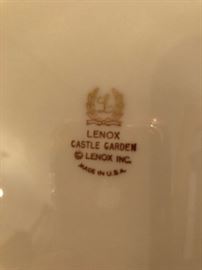 L
LENOX
CASTLE GARDEN
© LENOX INC.
MADE IN U.S.A.